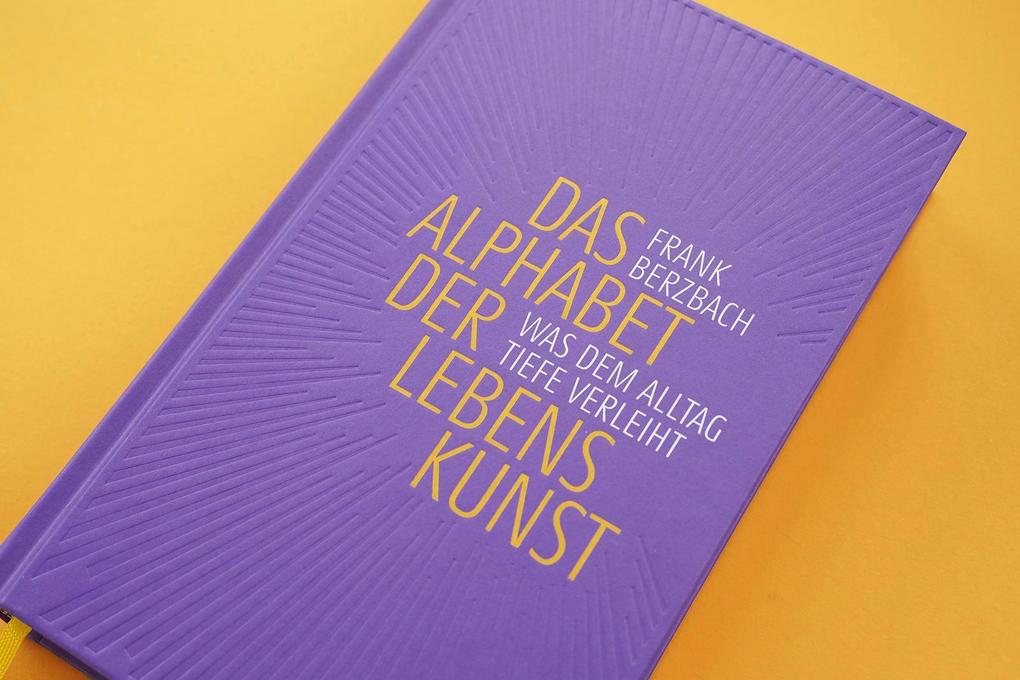 DAS
ALPHABET
DER
LEBENS
KUNST
FRANK
BERZBACH
WAS DEM ALLTAG
TIEFE VERLEIHT